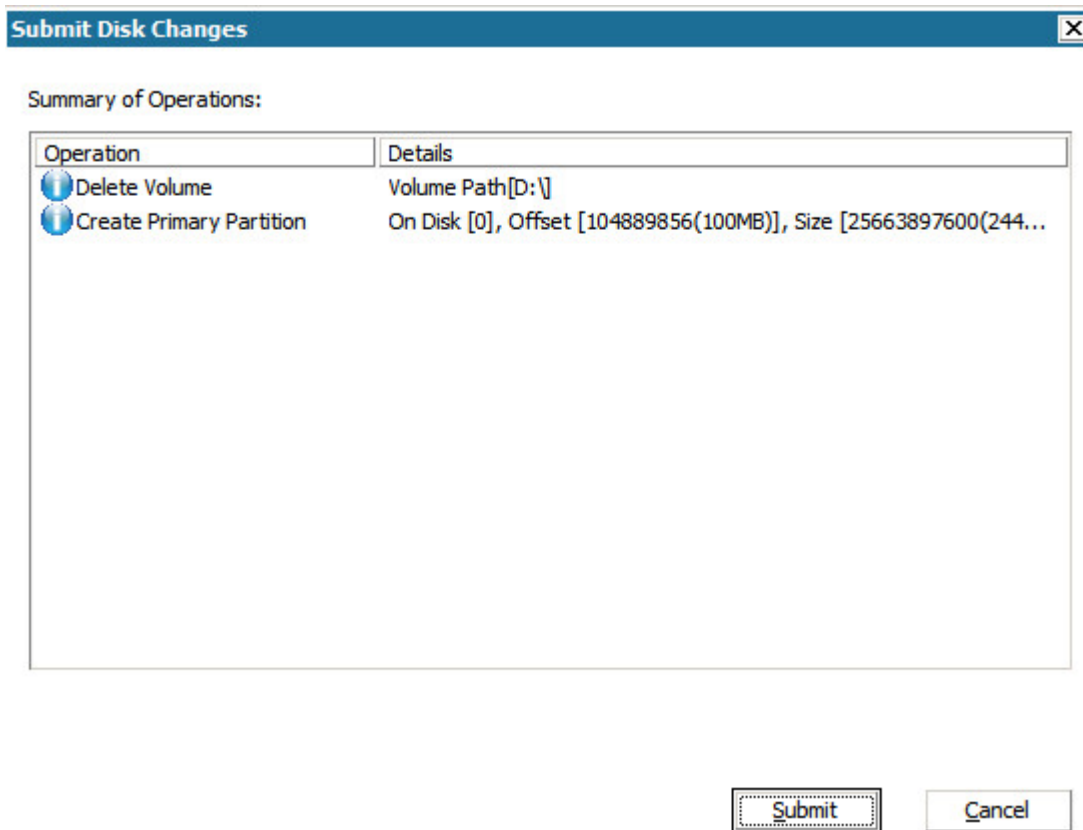 Submit Disk Changes
Summary of Operations:
Operation Details
Delete Volume Volume Path[D:\]
Create Primary Partition On Disk [0], Offset [104889856(100MB)], Size [25663897600(244...
Submit Cancel